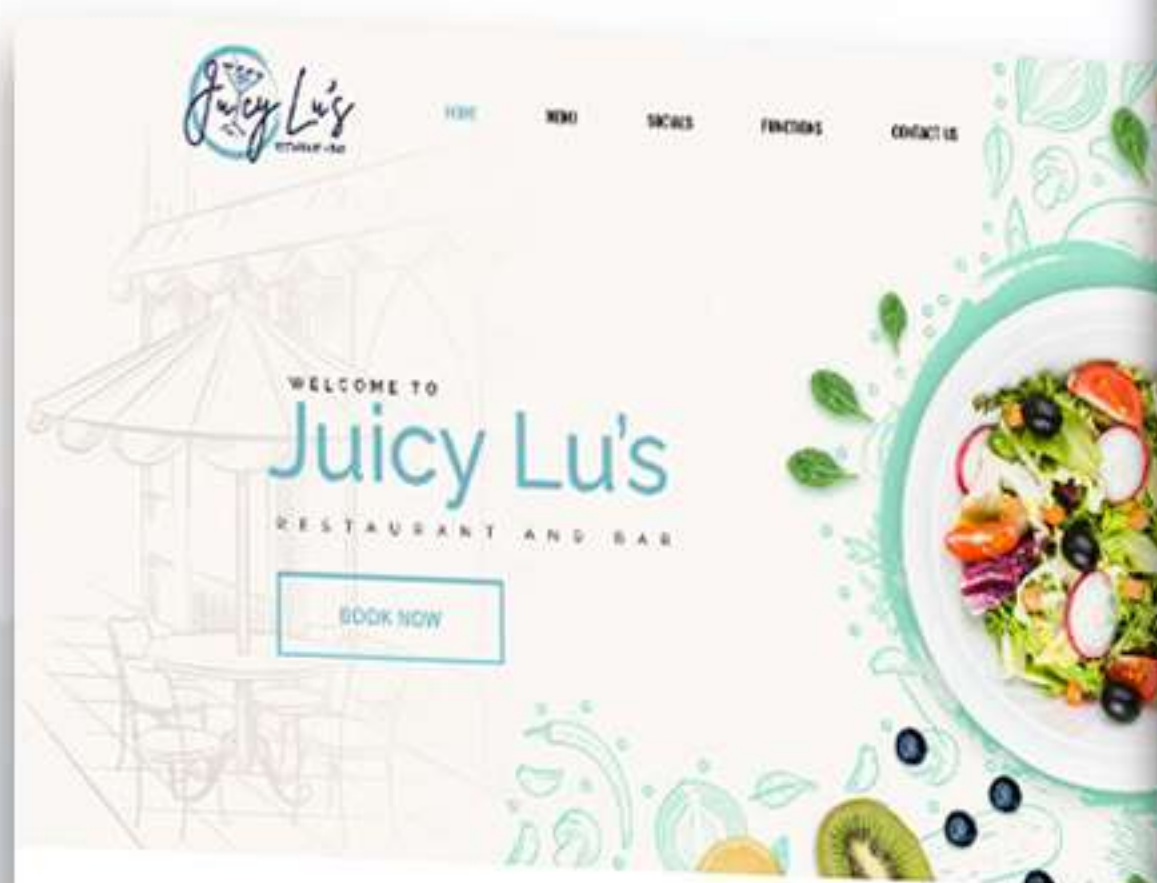 Juicy Lu's
HOME MENU SOCIALS FUNCTIONS CONTACT US
WELCOME TO
Juicy Lu's
RESTAURANT AND BAR
BOOK NOW